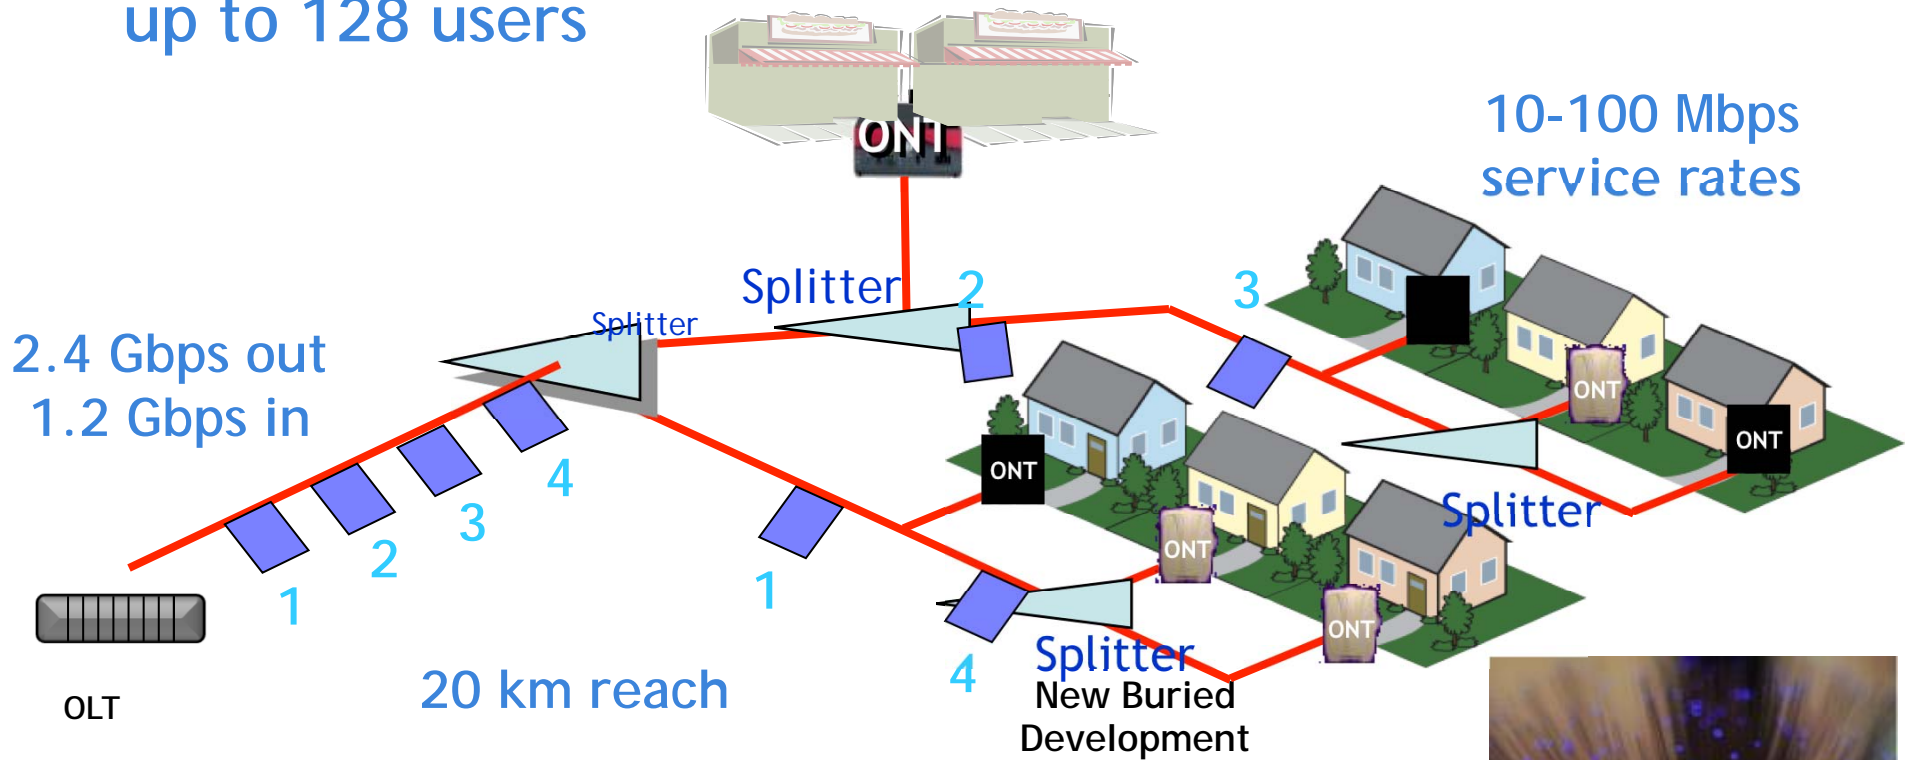 up to 128 users
ONT
10-100 Mbps
service rates
Splitter
2
3
Splitter
2.4 Gbps out
1.2 Gbps in
ONT
ONT
ONT
4
3
2
1
1
Splitter
ONT
ONT
Splitter
4
20 km reach
New Buried
Development
OLT